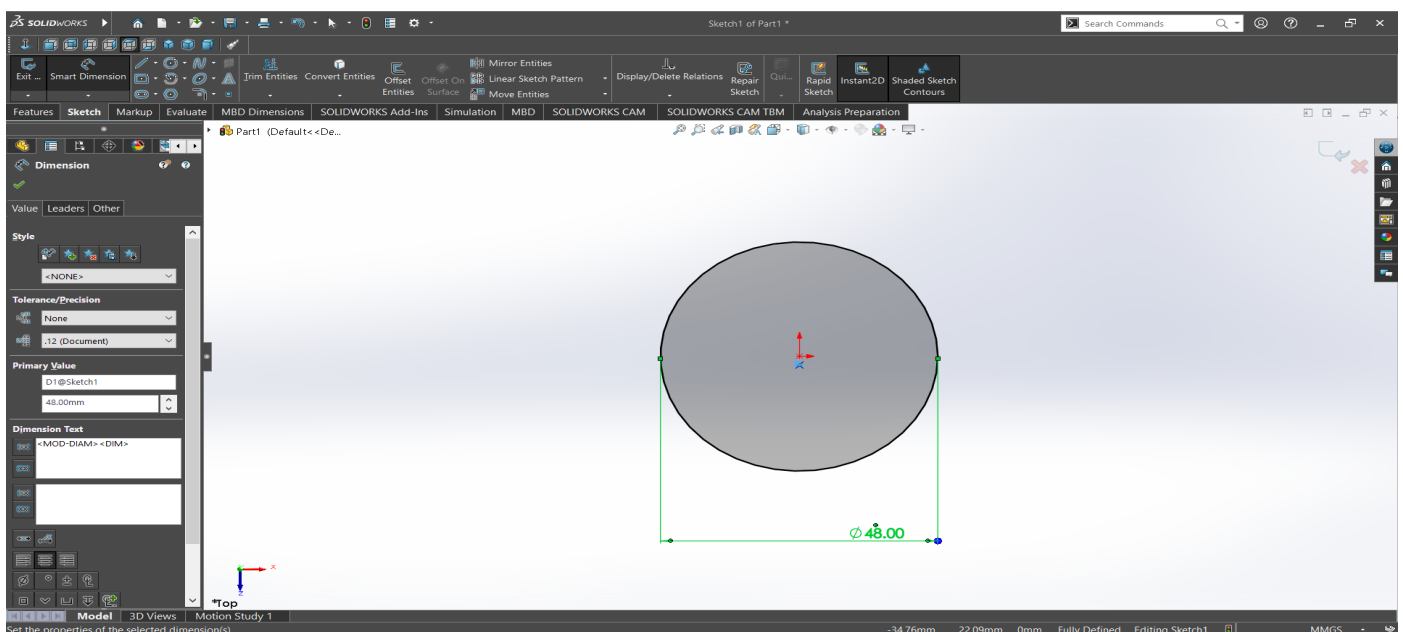 SOLIDWORKS
Sketch1 of Part1 *
Search Commands
Exit ...
Smart Dimension
Trim Entities
Convert Entities
Offset Entities
Offset On Surface
Mirror Entities
Linear Sketch Pattern
Move Entities
Display/Delete Relations
Repair Sketch
Qui...
Rapid Sketch
Instant2D
Shaded Sketch Contours
Features Sketch Markup Evaluate MBD Dimensions SOLIDWORKS Add-Ins Simulation MBD SOLIDWORKS CAM SOLIDWORKS CAM TBM Analysis Preparation
Part1 (Default<<De...
Dimension
Value Leaders Other
Style
<NONE>
Tolerance/Precision
None
.12 (Document)
Primary Value
D1@Sketch1
48.00mm
Dimension Text
<MOD-DIAM><DIM>
∅48.00
x
z
*Top
Model 3D Views Motion Study 1
Set the properties of the selected dimension(s)
-34.76mm 22.09mm 0mm Fully Defined Editing Sketch1 MMGS